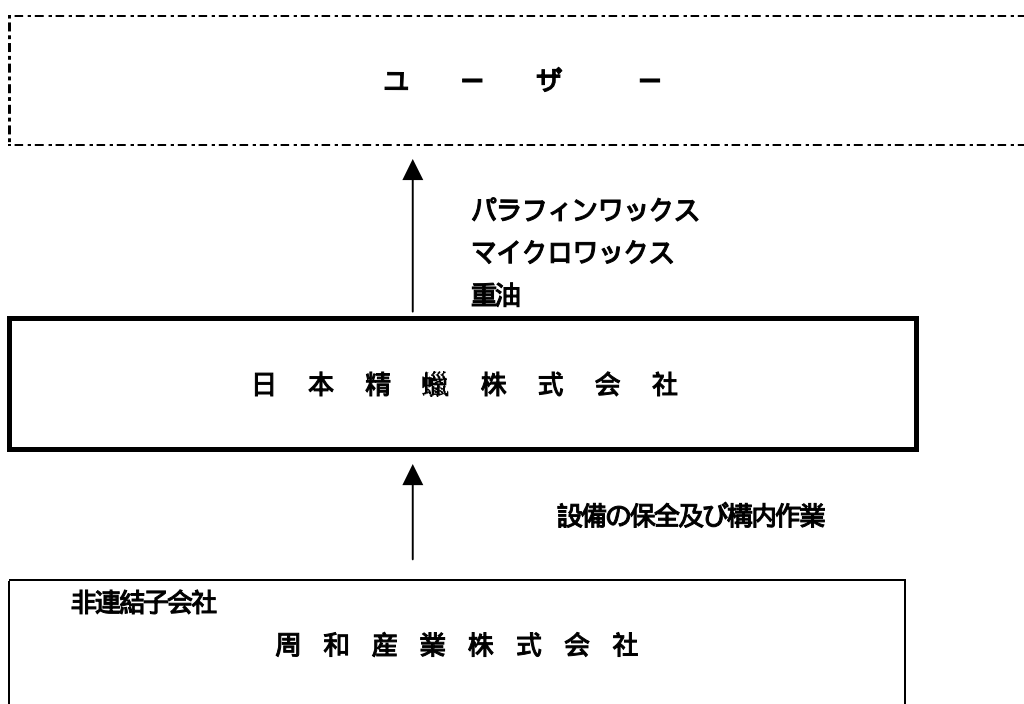 ユーザー
パラフィンワックス
マイクロワックス
重油
日本精蠟株式会社
設備の保全及び構内作業
非連結子会社
周和産業株式会社